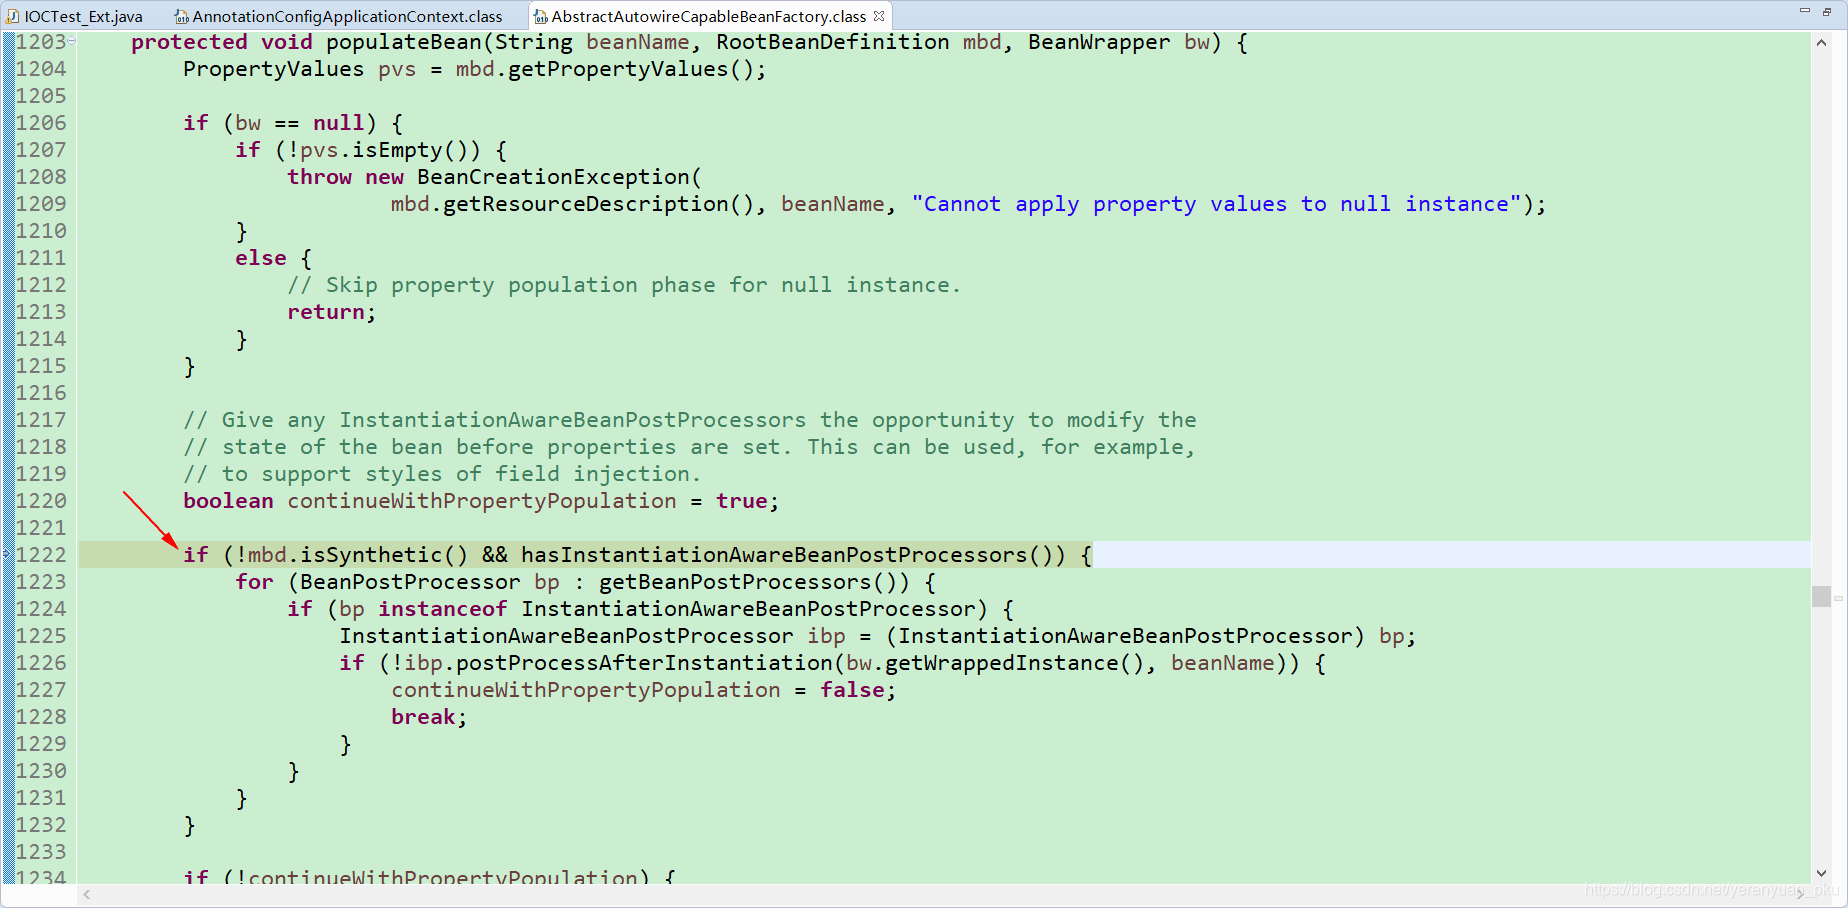 IOCTest_Ext.java AnnotationConfigApplicationContext.class AbstractAutowireCapableBeanFactory.class
1203 protected void populateBean(String beanName, RootBeanDefinition mbd, BeanWrapper bw) {
1204 PropertyValues pvs = mbd.getPropertyValues();
1205
1206 if (bw == null) {
1207 if (!pvs.isEmpty()) {
1208 throw new BeanCreationException(
1209 mbd.getResourceDescription(), beanName, "Cannot apply property values to null instance");
1210 }
1211 else {
1212 // Skip property population phase for null instance.
1213 return;
1214 }
1215 }
1216
1217 // Give any InstantiationAwareBeanPostProcessors the opportunity to modify the
1218 // state of the bean before properties are set. This can be used, for example,
1219 // to support styles of field injection.
1220 boolean continueWithPropertyPopulation = true;
1221
1222 if (!mbd.isSynthetic() && hasInstantiationAwareBeanPostProcessors()) {
1223 for (BeanPostProcessor bp : getBeanPostProcessors()) {
1224 if (bp instanceof InstantiationAwareBeanPostProcessor) {
1225 InstantiationAwareBeanPostProcessor ibp = (InstantiationAwareBeanPostProcessor) bp;
1226 if (!ibp.postProcessAfterInstantiation(bw.getWrappedInstance(), beanName)) {
1227 continueWithPropertyPopulation = false;
1228 break;
1229 }
1230 }
1231 }
1232 }
1233
1234 if (!continueWithPropertyPopulation) {
https://blog.csdn.net/yerenyuan_pku